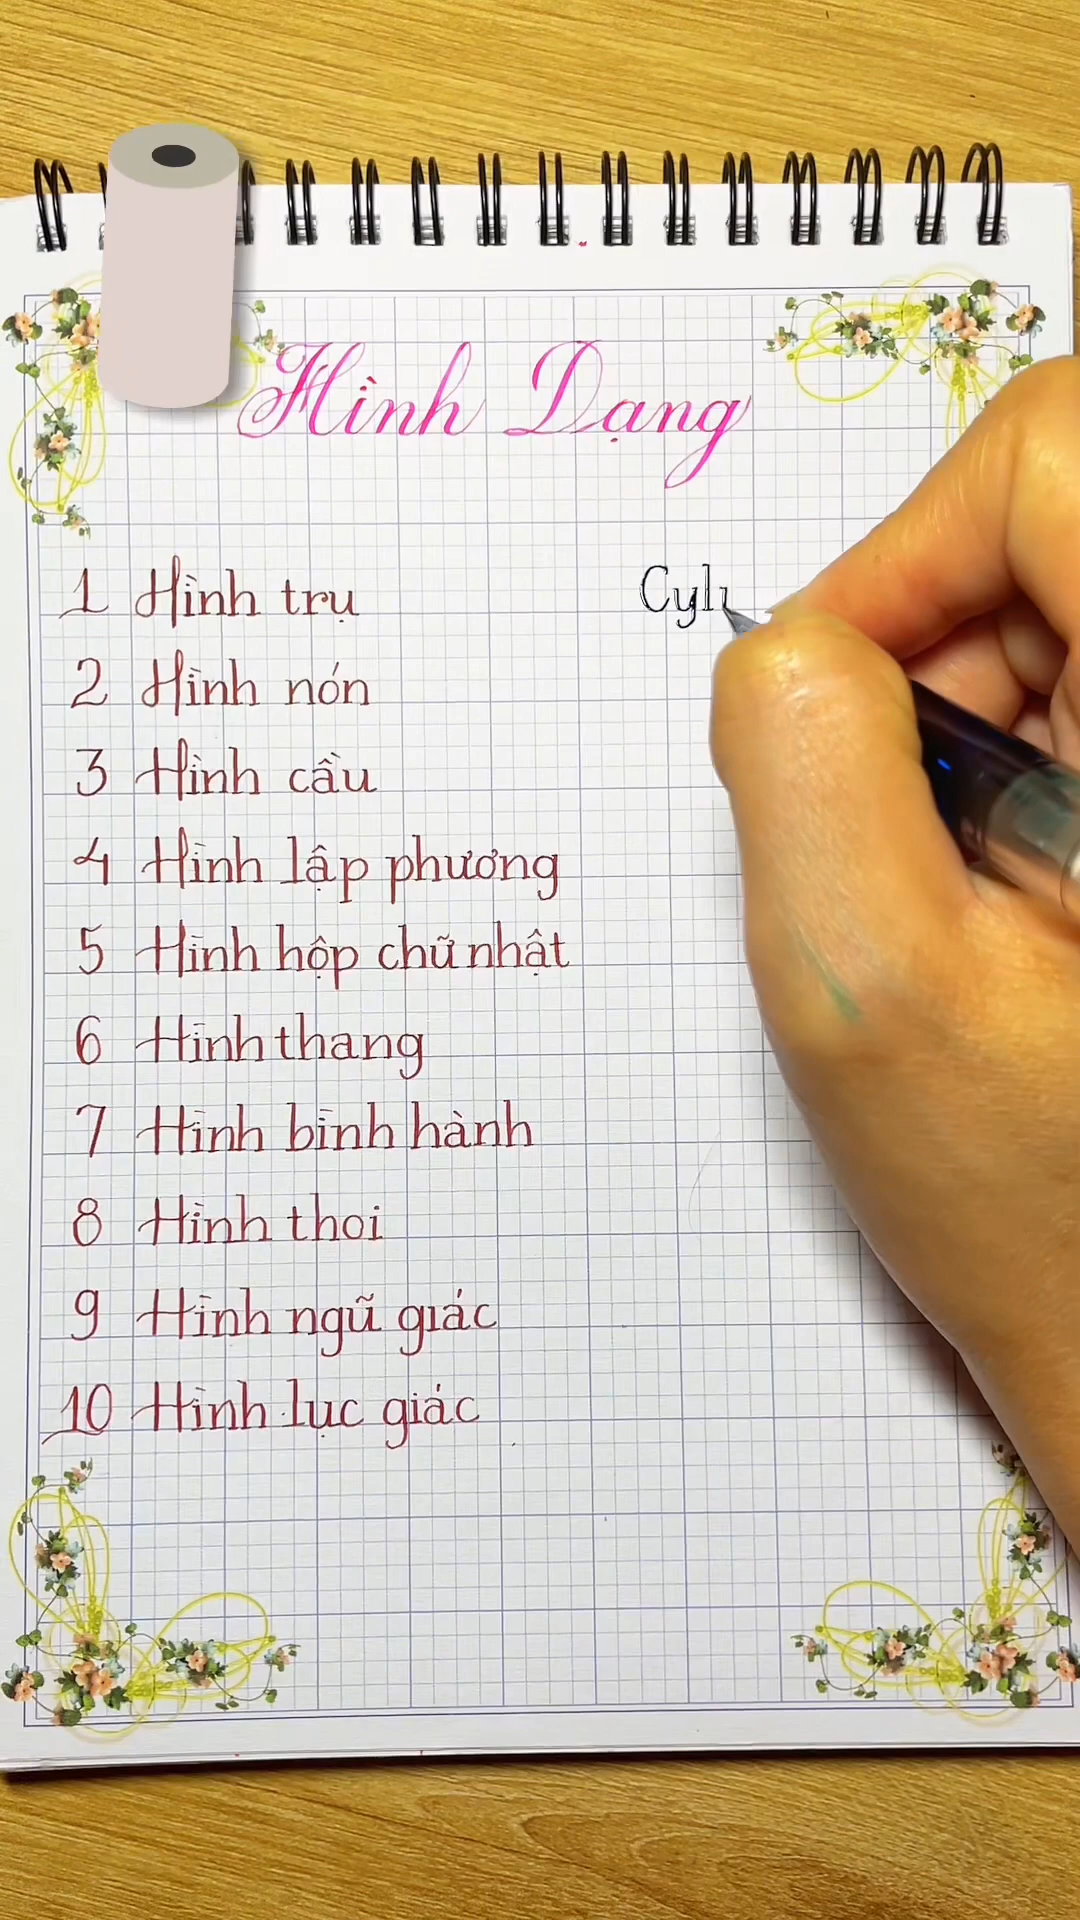 Hình Dạng
1 Hình trụ Cyli
2 Hình nón
3 Hình cầu
4 Hình lập phương
5 Hình hộp chữ nhật
6 Hình thang
7 Hình bình hành
8 Hình thoi
9 Hình ngũ giác
10 Hình lục giác